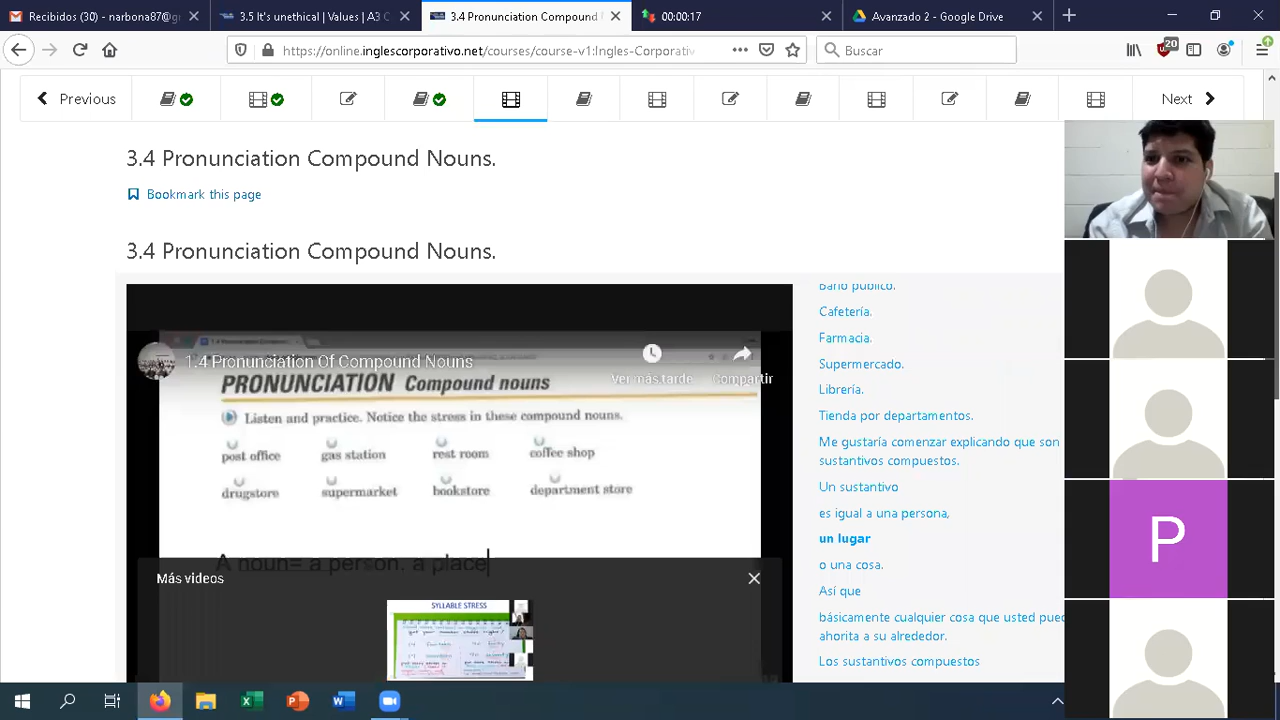 Recibidos (30) - narbona87@g
3.5 It's unethical | Values | A3 C
3.4 Pronunciation Compound
00:00:17
Avanzado 2 - Google Drive
https://online.inglescorporativo.net/courses/course-v1:Ingles-Corporativ
Buscar
20
Previous
Next
3.4 Pronunciation Compound Nouns.
Bookmark this page
3.4 Pronunciation Compound Nouns.
1.4 Pronunciation Of Compound Nouns
Ver más tarde
Compartir
PRONUNCIATION Compound nouns
Listen and practice. Notice the stress in these compound nouns.
post office gas station rest room coffee shop
drugstore supermarket bookstore department store
A noun= a person, a place
Más videos
SYLLABLE STRESS
Baño público.
Cafetería.
Farmacia.
Supermercado.
Librería.
Tienda por departamentos.
Me gustaría comenzar explicando que son
sustantivos compuestos.
Un sustantivo
es igual a una persona,
un lugar
o una cosa.
Así que
básicamente cualquier cosa que usted pued
ahorita a su alrededor.
Los sustantivos compuestos
P